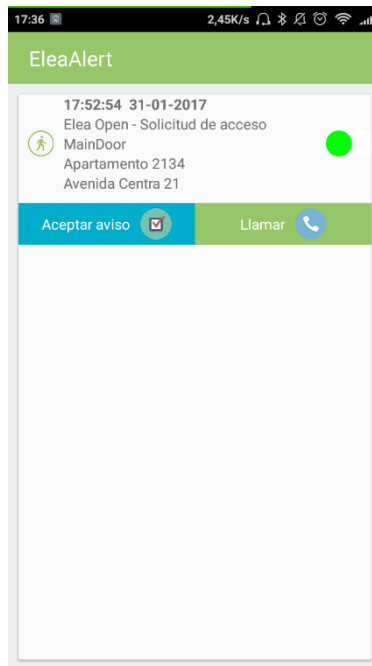 17:36 2,45K/s
EleaAlert
17:52:54 31-01-2017
Elea Open - Solicitud de acceso
MainDoor
Apartamento 2134
Avenida Centra 21
Aceptar aviso Llamar